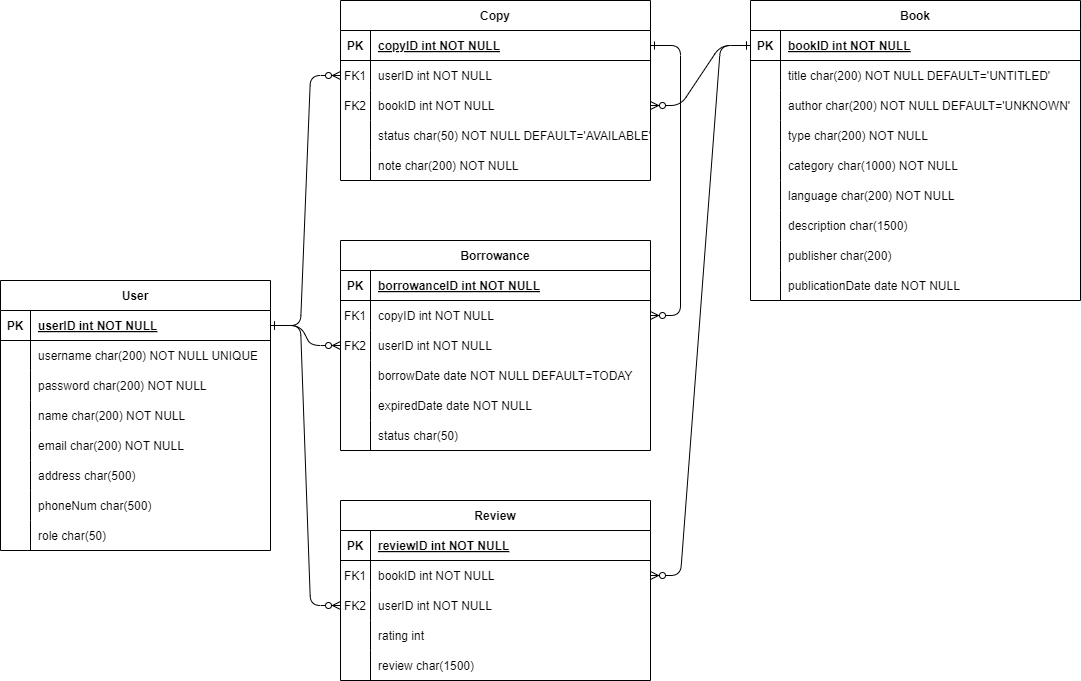 Copy
PK copyID int NOT NULL
FK1 userID int NOT NULL
FK2 bookID int NOT NULL
status char(50) NOT NULL DEFAULT='AVAILABLE'
note char(200) NOT NULL
Book
PK bookID int NOT NULL
title char(200) NOT NULL DEFAULT='UNTITLED'
author char(200) NOT NULL DEFAULT='UNKNOWN'
type char(200) NOT NULL
category char(1000) NOT NULL
language char(200) NOT NULL
description char(1500)
publisher char(200)
publicationDate date NOT NULL
Borrowance
PK borrowanceID int NOT NULL
FK1 copyID int NOT NULL
FK2 userID int NOT NULL
borrowDate date NOT NULL DEFAULT=TODAY
expiredDate date NOT NULL
status char(50)
User
PK userID int NOT NULL
username char(200) NOT NULL UNIQUE
password char(200) NOT NULL
name char(200) NOT NULL
email char(200) NOT NULL
address char(500)
phoneNum char(500)
role char(50)
Review
PK reviewID int NOT NULL
FK1 bookID int NOT NULL
FK2 userID int NOT NULL
rating int
review char(1500)